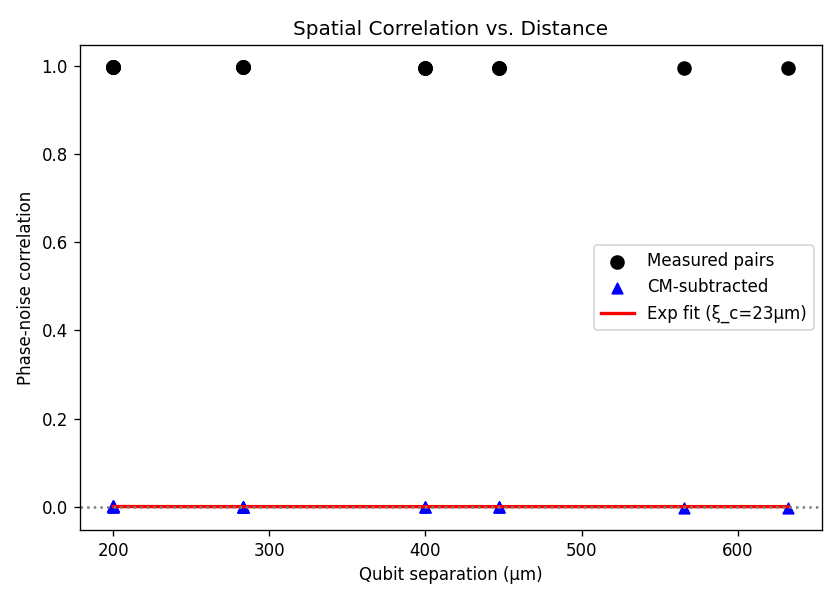 Spatial Correlation vs. Distance
Phase-noise correlation
1.0
0.8
0.6
0.4
0.2
0.0
Measured pairs
CM-subtracted
Exp fit (ξ_c=23μm)
200
300
400
500
600
Qubit separation (μm)